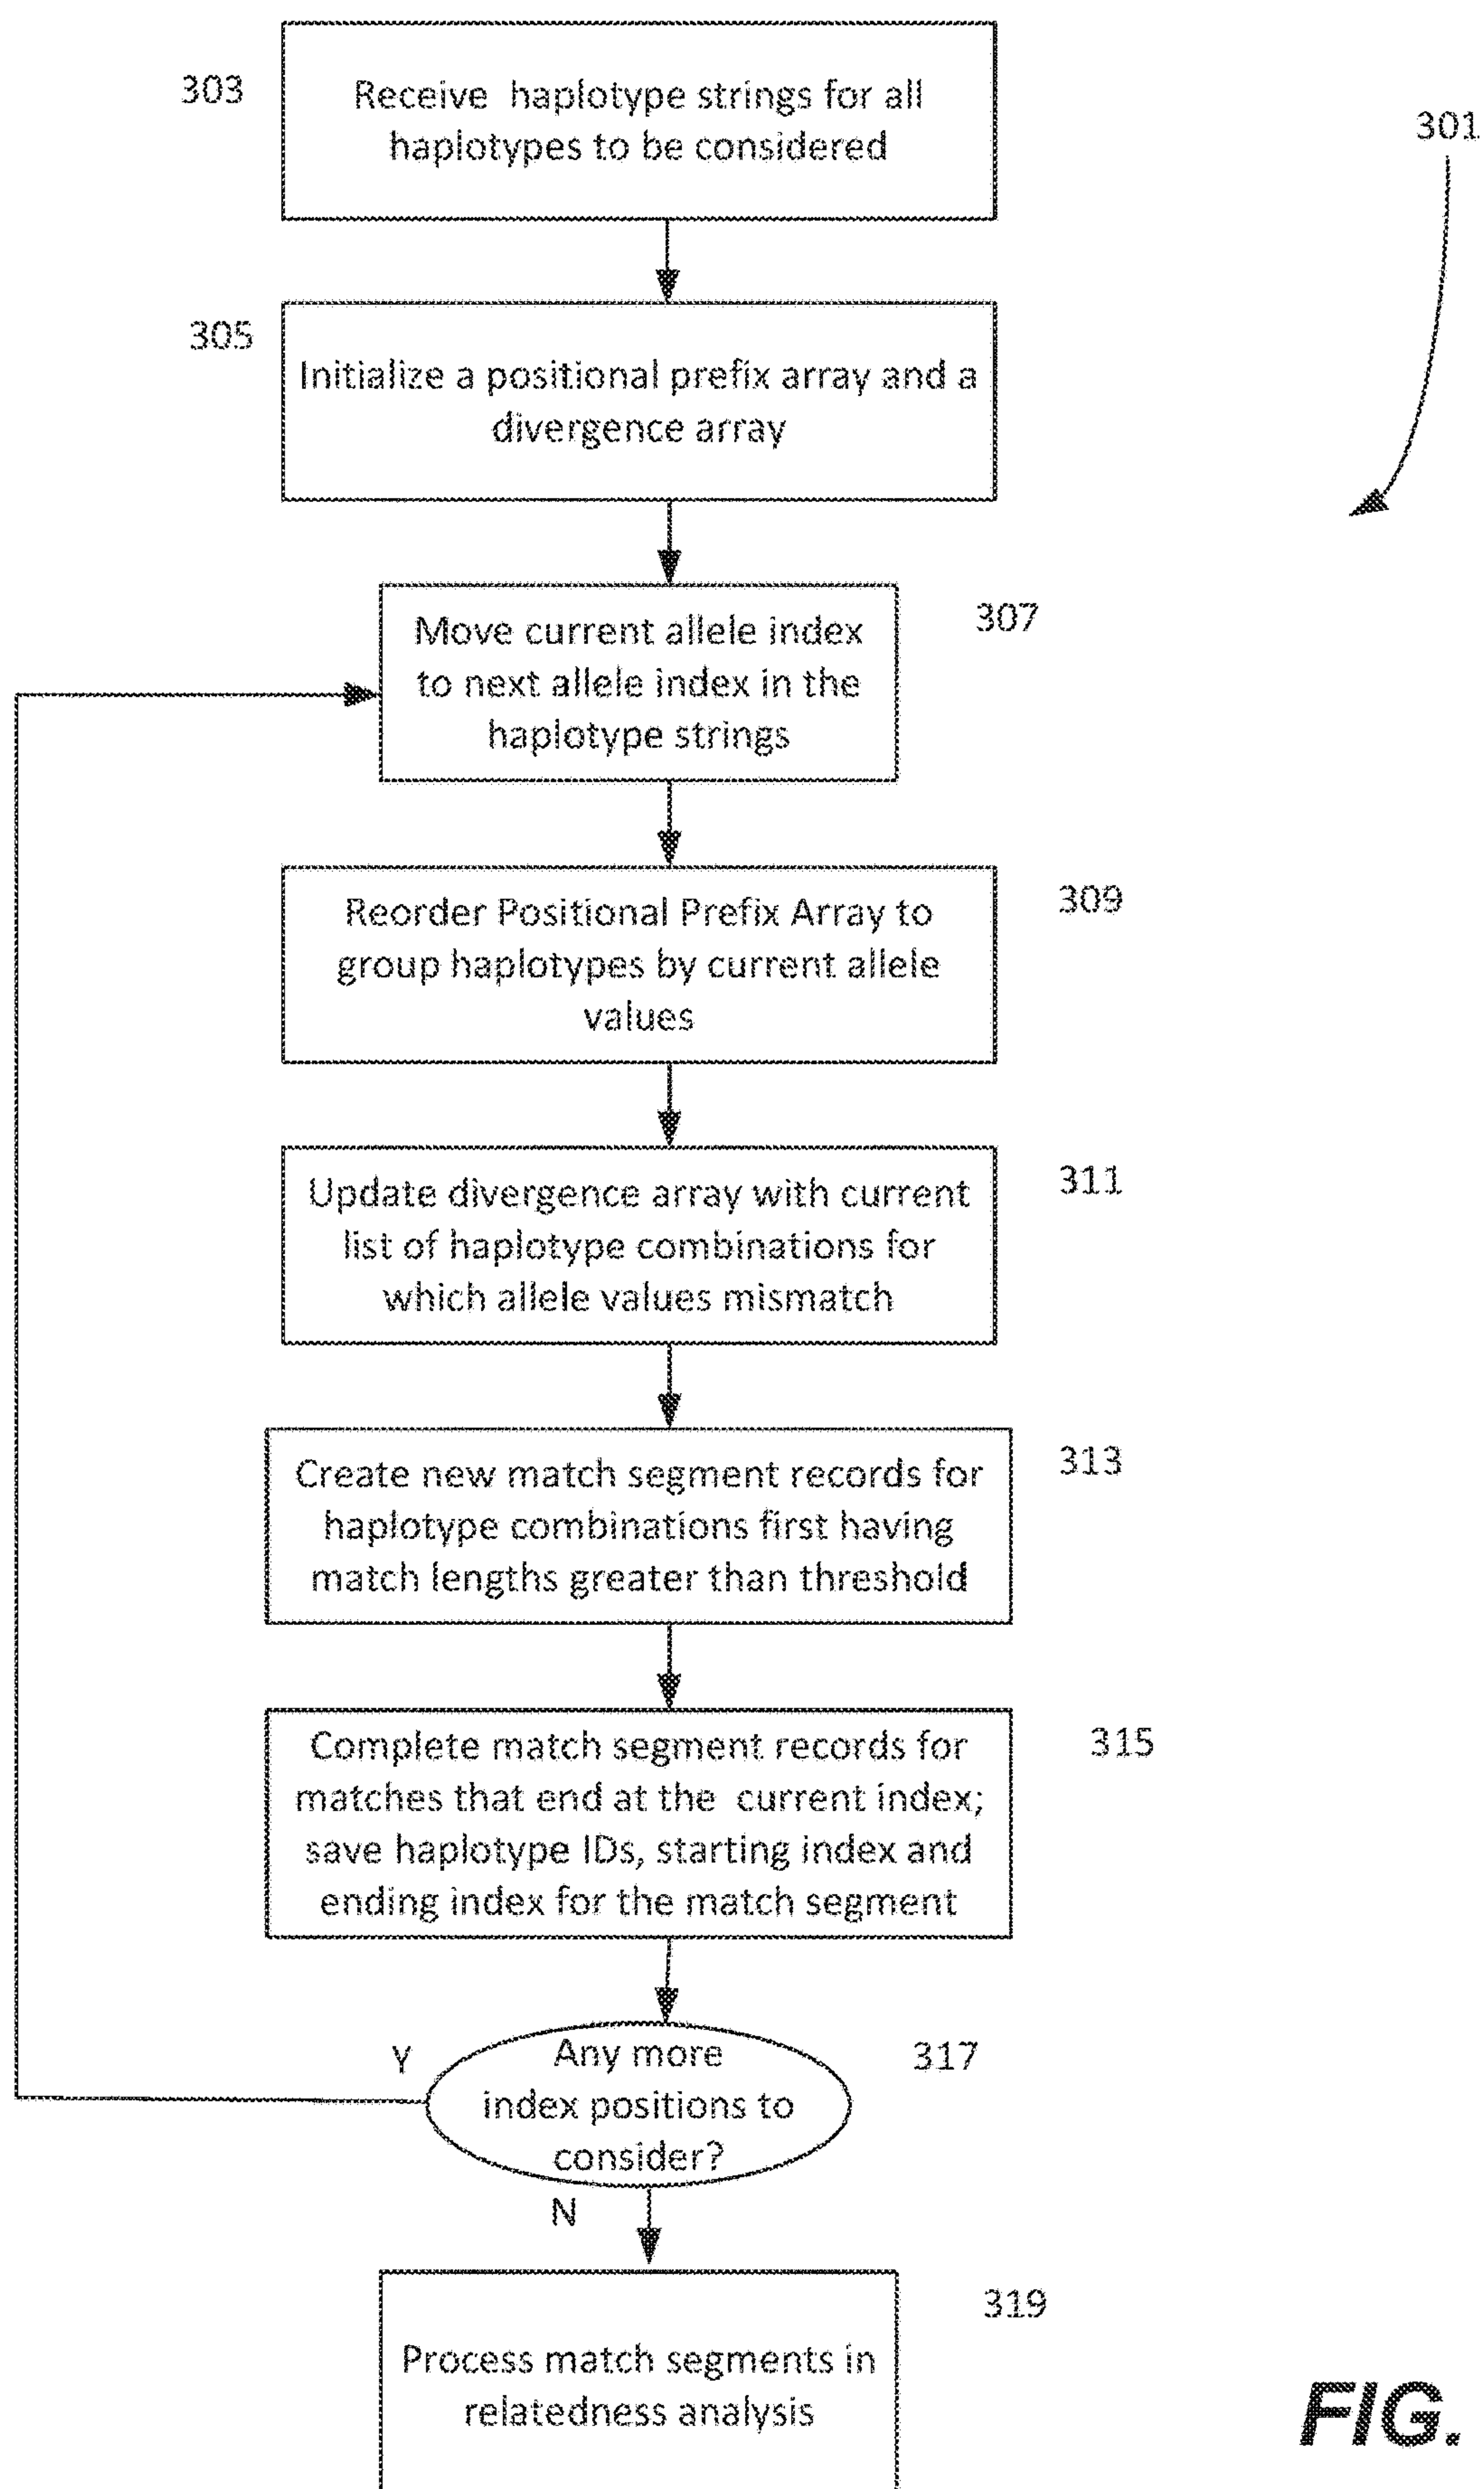 303
Receive haplotype strings for all
haplotypes to be considered
301
305
Initialize a positional prefix array and a
divergence array
307
Move current allele index
to next allele index in the
haplotype strings
309
Reorder Positional Prefix Array to
group haplotypes by current allele
values
311
Update divergence array with current
list of haplotype combinations for
which allele values mismatch
313
Create new match segment records for
haplotype combinations first having
match lengths greater than threshold
315
Complete match segment records for
matches that end at the current index;
save haplotype IDs, starting index and
ending index for the match segment
Y
317
Any more
index positions to
consider?
N
319
Process match segments in
relatedness analysis
FIG.